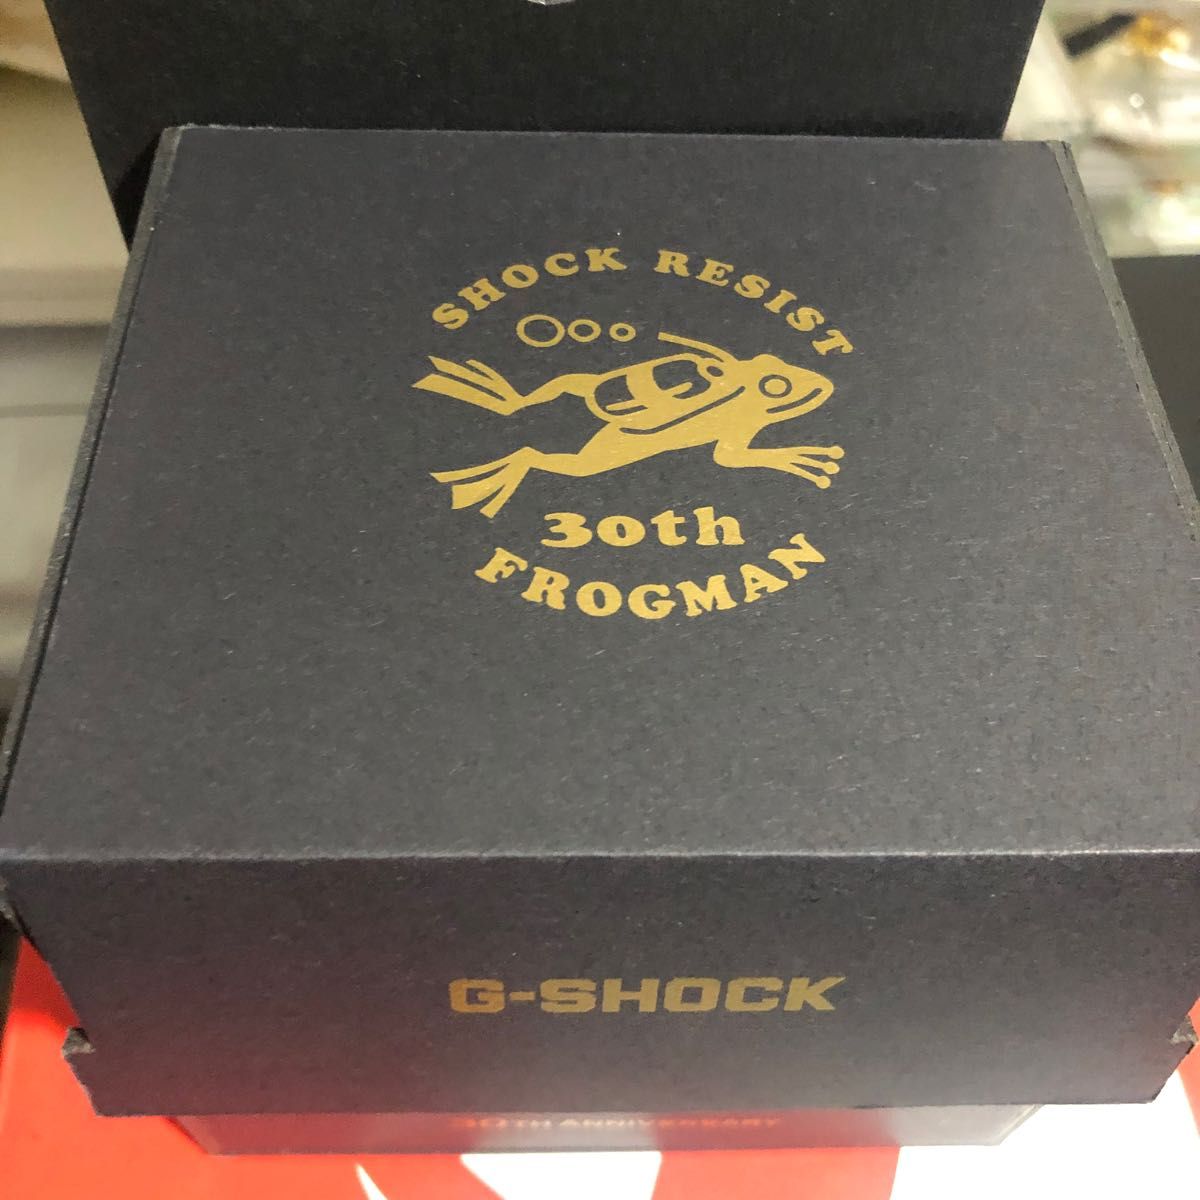 SHOCK RESIST
30th
FROGMAN
G-SHOCK
30TH ANNIVERSARY